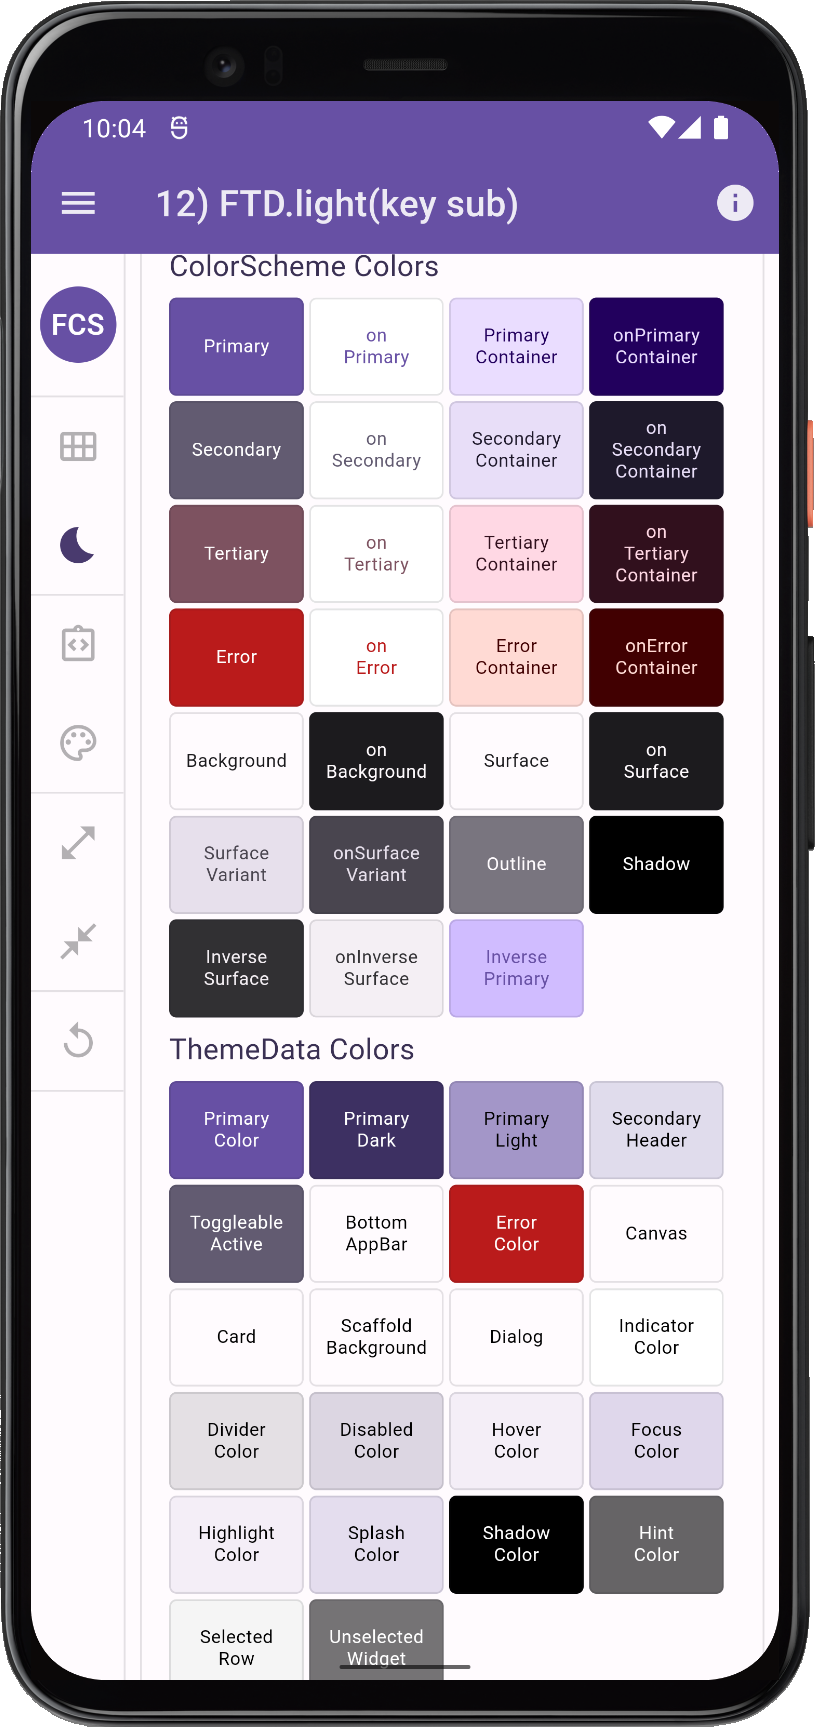 10:04
12) FTD.light(key sub)
FCS
ColorScheme Colors
Primary
on
Primary
Primary
Container
onPrimary
Container
Secondary
on
Secondary
Secondary
Container
on
Secondary
Container
Tertiary
on
Tertiary
Tertiary
Container
on
Tertiary
Container
Error
on
Error
Error
Container
onError
Container
Background
on
Background
Surface
on
Surface
Surface
Variant
onSurface
Variant
Outline
Shadow
Inverse
Surface
onInverse
Surface
Inverse
Primary
ThemeData Colors
Primary
Color
Primary
Dark
Primary
Light
Secondary
Header
Toggleable
Active
Bottom
AppBar
Error
Color
Canvas
Card
Scaffold
Background
Dialog
Indicator
Color
Divider
Color
Disabled
Color
Hover
Color
Focus
Color
Highlight
Color
Splash
Color
Shadow
Color
Hint
Color
Selected
Row
Unselected
Widget